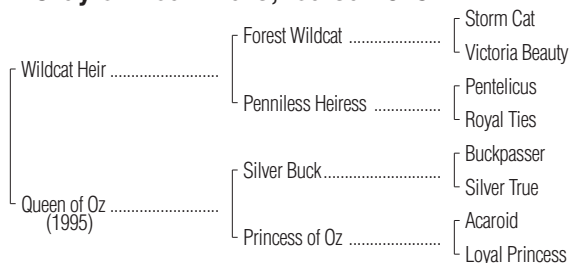 Storm Cat
Forest Wildcat ..................
Victoria Beauty
Wildcat Heir .........................
Pentelicus
Penniless Heiress ................
Royal Ties
Buckpasser
Silver Buck...........................
Silver True
Queen of Oz .........................
(1995)
Acaroid
Princess of Oz .....................
Loyal Princess